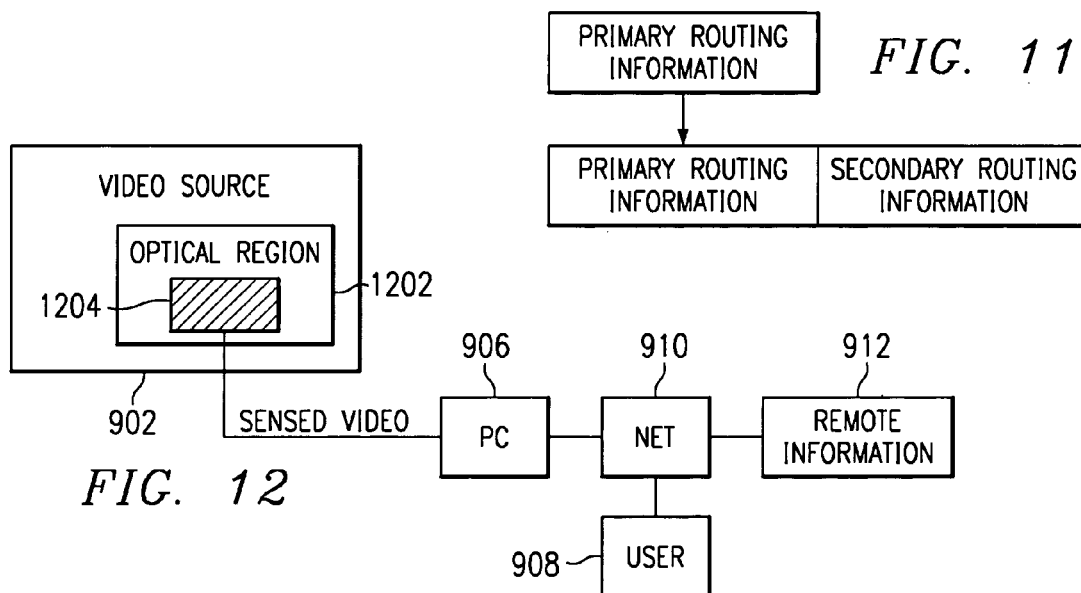 PRIMARY ROUTING
INFORMATION
FIG. 11
PRIMARY ROUTING
INFORMATION
SECONDARY ROUTING
INFORMATION
VIDEO SOURCE
OPTICAL REGION
1204
1202
902
SENSED VIDEO
906
PC
910
NET
912
REMOTE
INFORMATION
908
USER
FIG. 12